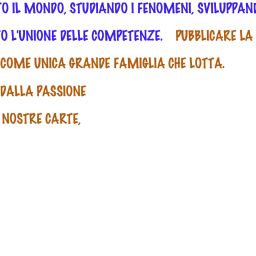 TO IL MONDO, STUDIANDO I FENOMENI, SVILUPPAND
O L'UNIONE DELLE COMPETENZE. PUBBLICARE LA
COME UNICA GRANDE FAMIGLIA CHE LOTTA.
DALLA PASSIONE
NOSTRE CARTE,